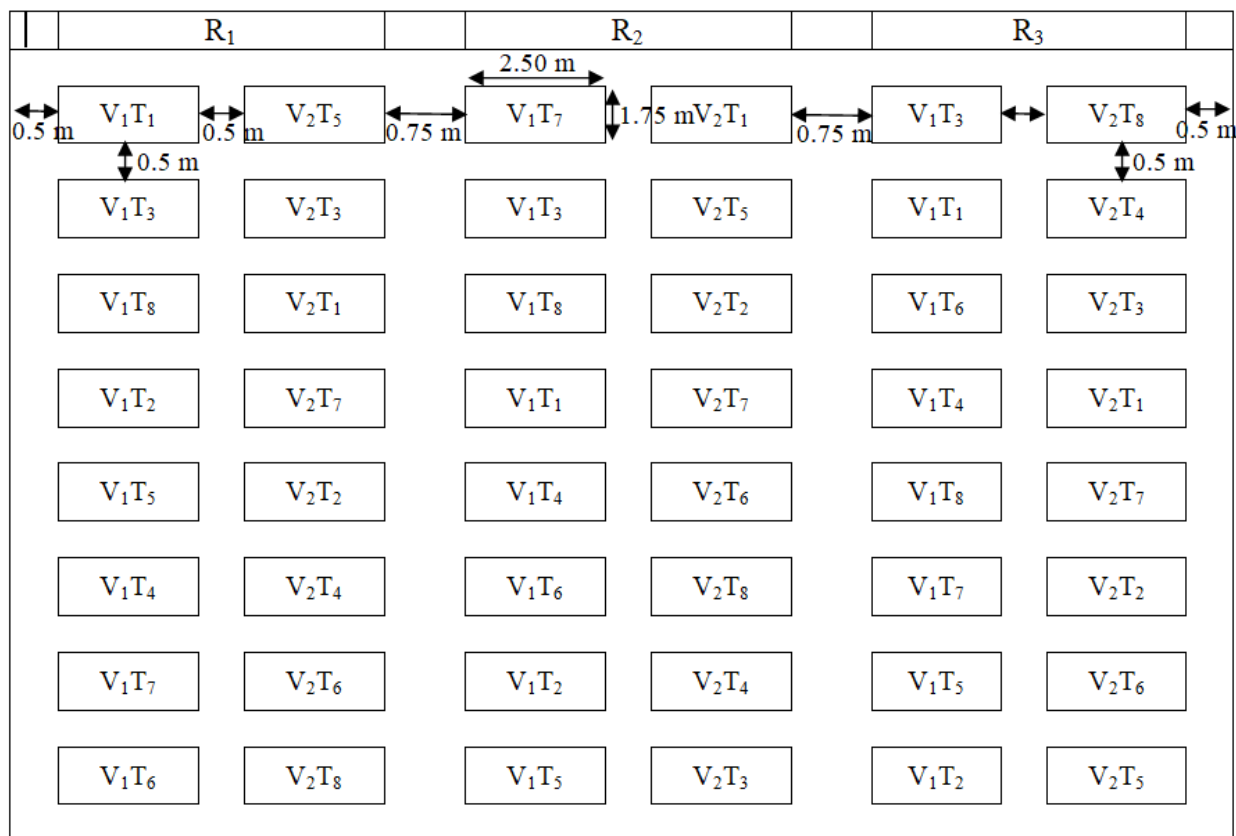 R₁ R₂ R₃
2.50 m
V₁T₁ V₂T₅ V₁T₇ 1.75 m V₂T₁ V₁T₃ V₂T₈
0.5 m 0.5 m 0.75 m 0.75 m 0.5 m
0.5 m 0.5 m
V₁T₃ V₂T₃ V₁T₃ V₂T₅ V₁T₁ V₂T₄
V₁T₈ V₂T₁ V₁T₈ V₂T₂ V₁T₆ V₂T₃
V₁T₂ V₂T₇ V₁T₁ V₂T₇ V₁T₄ V₂T₁
V₁T₅ V₂T₂ V₁T₄ V₂T₆ V₁T₈ V₂T₇
V₁T₄ V₂T₄ V₁T₆ V₂T₈ V₁T₇ V₂T₂
V₁T₇ V₂T₆ V₁T₂ V₂T₄ V₁T₅ V₂T₆
V₁T₆ V₂T₈ V₁T₅ V₂T₃ V₁T₂ V₂T₅